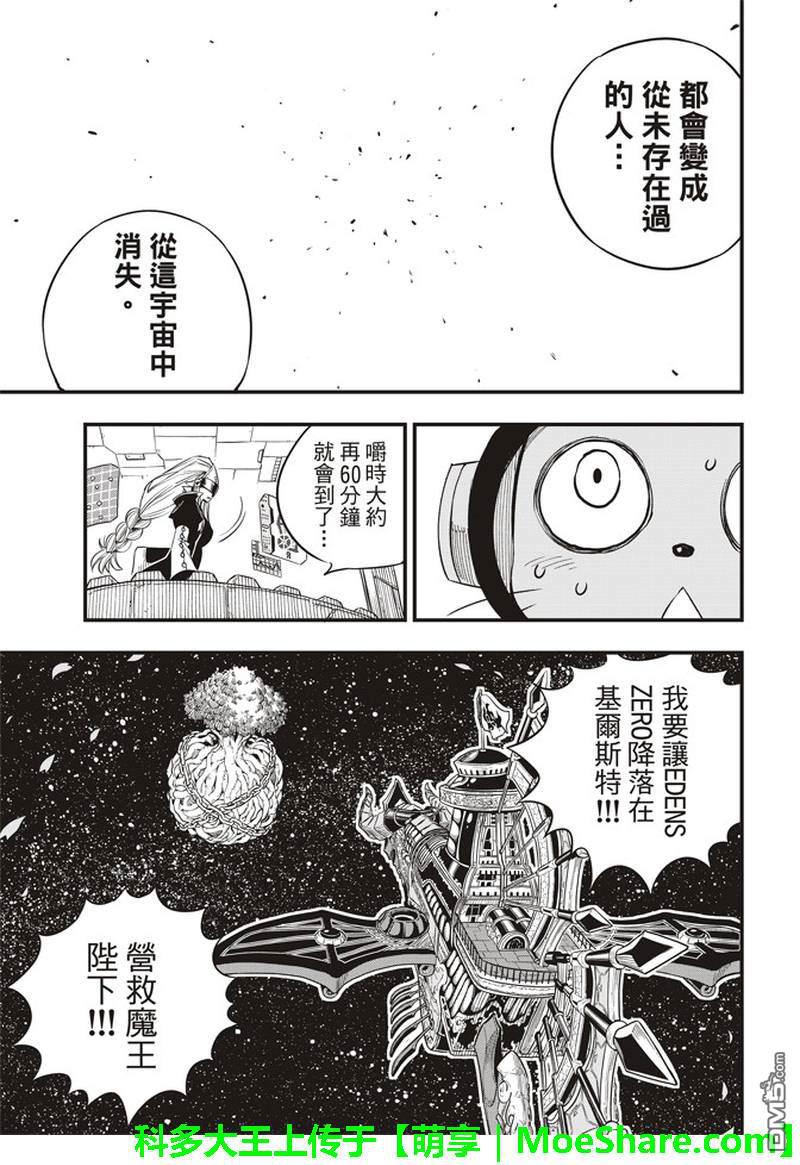 都會變成
從未存在過
的人…
從這宇宙中
消失。
嚼時大約
再60分鐘
就會到了…
我要讓EDENS
ZERO降落在
基爾斯特!!!
營救魔王
陛下!!!
DM5.com
科多大王上传于【萌享】|MoeShare.com】